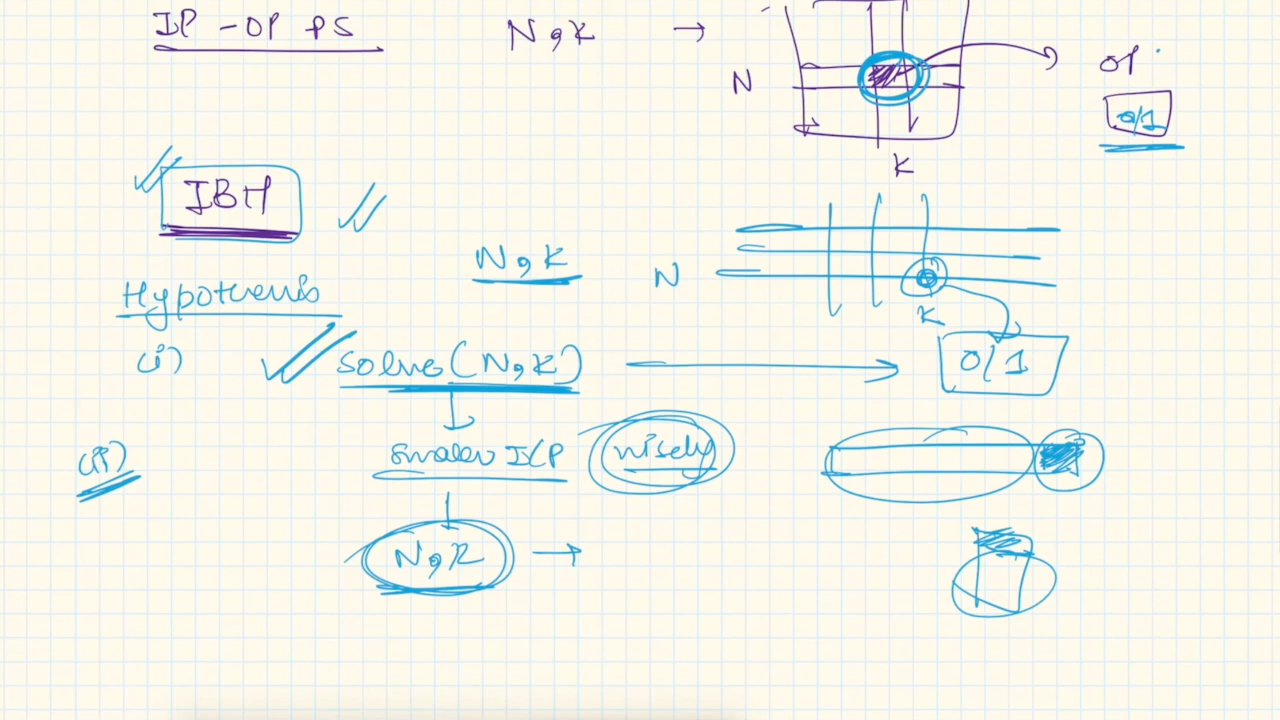 IP - OP PS N, K → OP
N 0/1
K
IBH
N, K N
Hypothesis K
(i) solve(N, K) → 0/1
(ii) smaller I/P wisely
N, K →